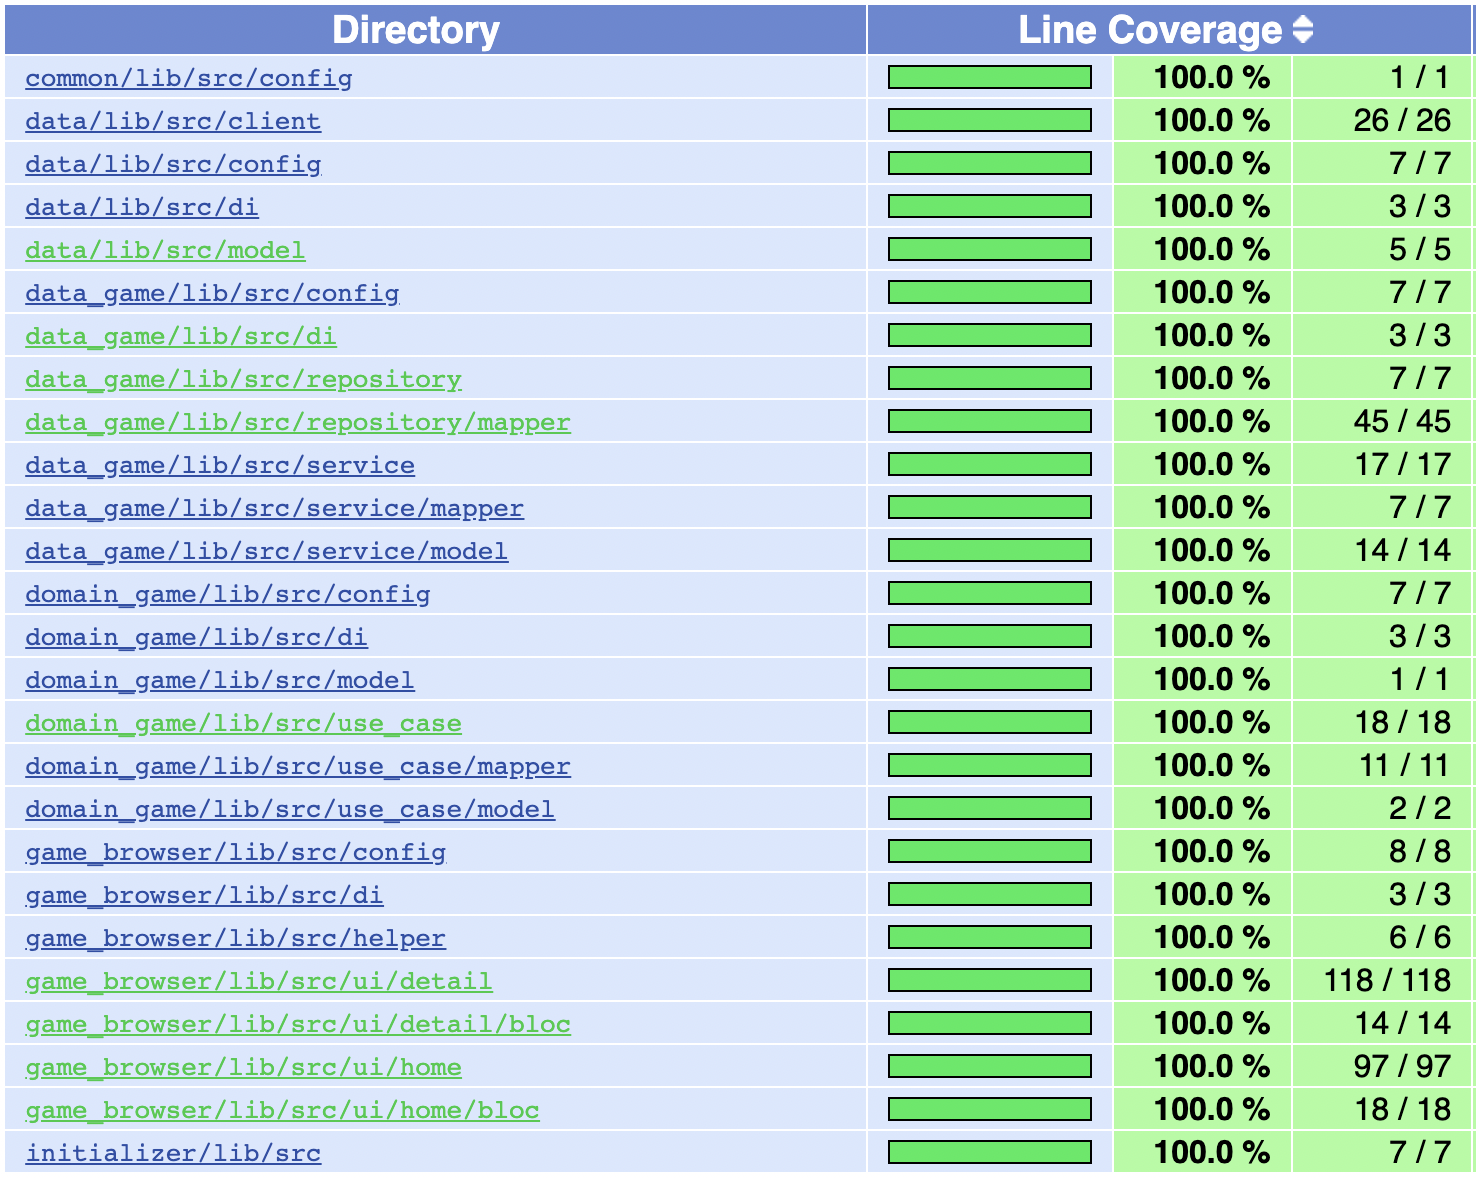 Directory Line Coverage
common/lib/src/config 100.0 % 1 / 1
data/lib/src/client 100.0 % 26 / 26
data/lib/src/config 100.0 % 7 / 7
data/lib/src/di 100.0 % 3 / 3
data/lib/src/model 100.0 % 5 / 5
data_game/lib/src/config 100.0 % 7 / 7
data_game/lib/src/di 100.0 % 3 / 3
data_game/lib/src/repository 100.0 % 7 / 7
data_game/lib/src/repository/mapper 100.0 % 45 / 45
data_game/lib/src/service 100.0 % 17 / 17
data_game/lib/src/service/mapper 100.0 % 7 / 7
data_game/lib/src/service/model 100.0 % 14 / 14
domain_game/lib/src/config 100.0 % 7 / 7
domain_game/lib/src/di 100.0 % 3 / 3
domain_game/lib/src/model 100.0 % 1 / 1
domain_game/lib/src/use_case 100.0 % 18 / 18
domain_game/lib/src/use_case/mapper 100.0 % 11 / 11
domain_game/lib/src/use_case/model 100.0 % 2 / 2
game_browser/lib/src/config 100.0 % 8 / 8
game_browser/lib/src/di 100.0 % 3 / 3
game_browser/lib/src/helper 100.0 % 6 / 6
game_browser/lib/src/ui/detail 100.0 % 118 / 118
game_browser/lib/src/ui/detail/bloc 100.0 % 14 / 14
game_browser/lib/src/ui/home 100.0 % 97 / 97
game_browser/lib/src/ui/home/bloc 100.0 % 18 / 18
initializer/lib/src 100.0 % 7 / 7